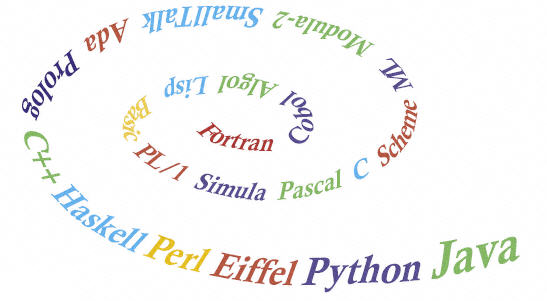 Fortran Cobol Algol Lisp Basic PL/1 Simula Pascal C Scheme ML Modula-2 SmallTalk Ada Prolog C++ Haskell Perl Eiffel Python Java